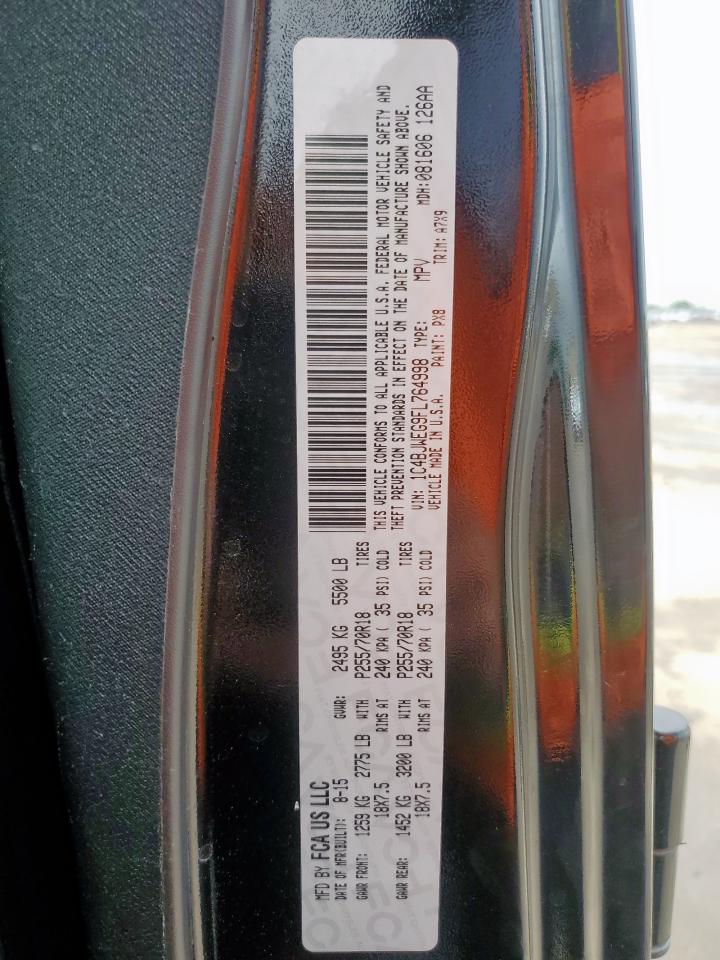 MFD BY FCA US LLC
DATE OF MFR(BUILT): 8-15 GVWR: 2495 KG 5500 LB
GAWR FRONT: 1259 KG 2775 LB WITH P255/70R18 TIRES
18X7.5 RIMS AT 240 KPA ( 35 PSI) COLD
GAWR REAR: 1452 KG 3200 LB WITH P255/70R18 TIRES
18X7.5 RIMS AT 240 KPA ( 35 PSI) COLD
THIS VEHICLE CONFORMS TO ALL APPLICABLE U.S.A. FEDERAL MOTOR VEHICLE SAFETY AND
THEFT PREVENTION STANDARDS IN EFFECT ON THE DATE OF MANUFACTURE SHOWN ABOVE.
VIN: 1C4BJWEG9FL764998 TYPE: MPV MDH:081606 126AA
VEHICLE MADE IN U.S.A. PAINT: PX8 TRIM: A7X9